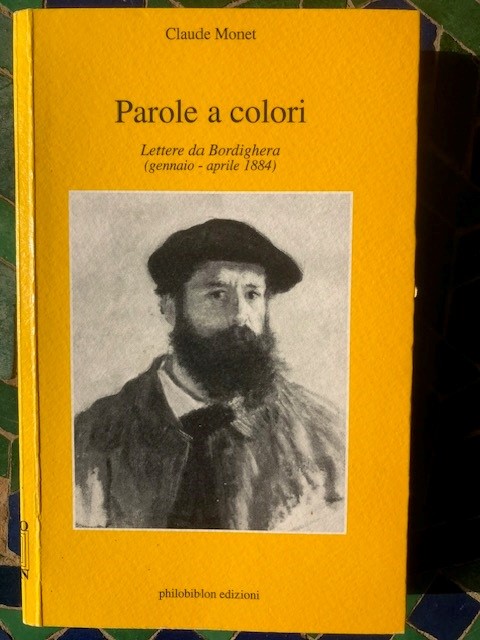 Claude Monet
Parole a colori
Lettere da Bordighera
(gennaio - aprile 1884)
philobiblon edizioni